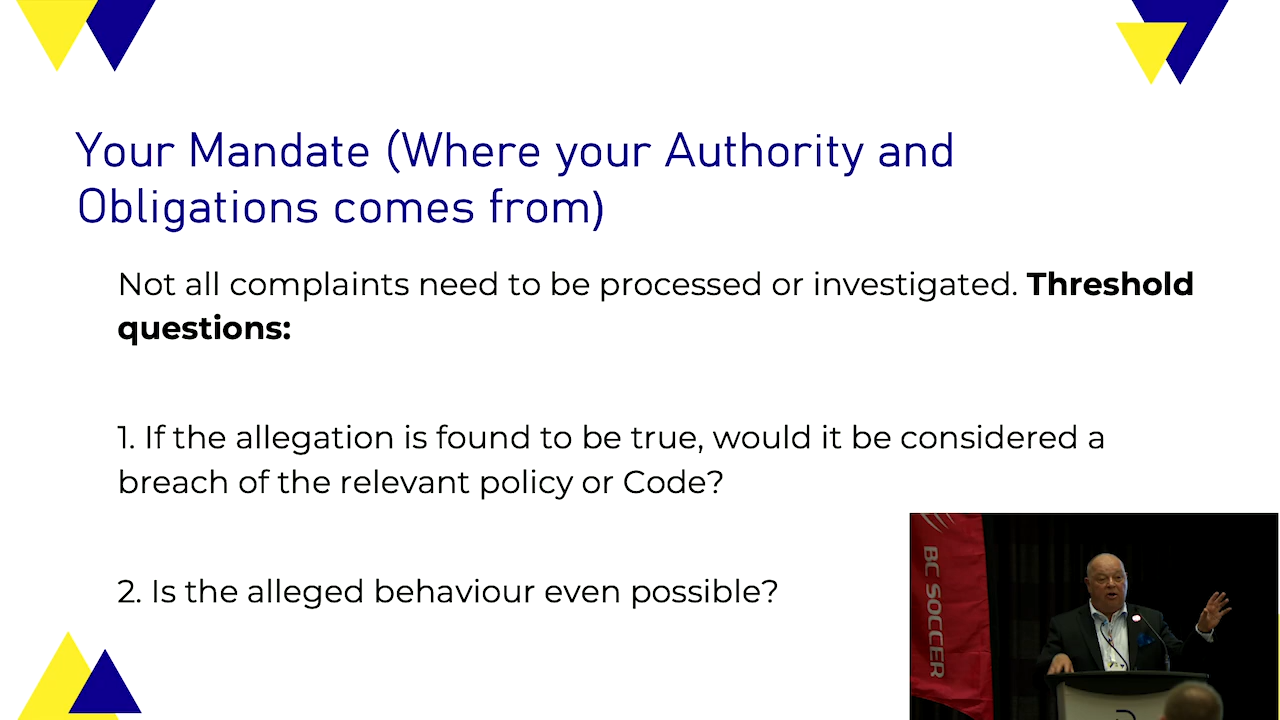 Your Mandate (Where your Authority and
Obligations comes from)
Not all complaints need to be processed or investigated. Threshold
questions:
1. If the allegation is found to be true, would it be considered a
breach of the relevant policy or Code?
2. Is the alleged behaviour even possible?
BC SOCCER